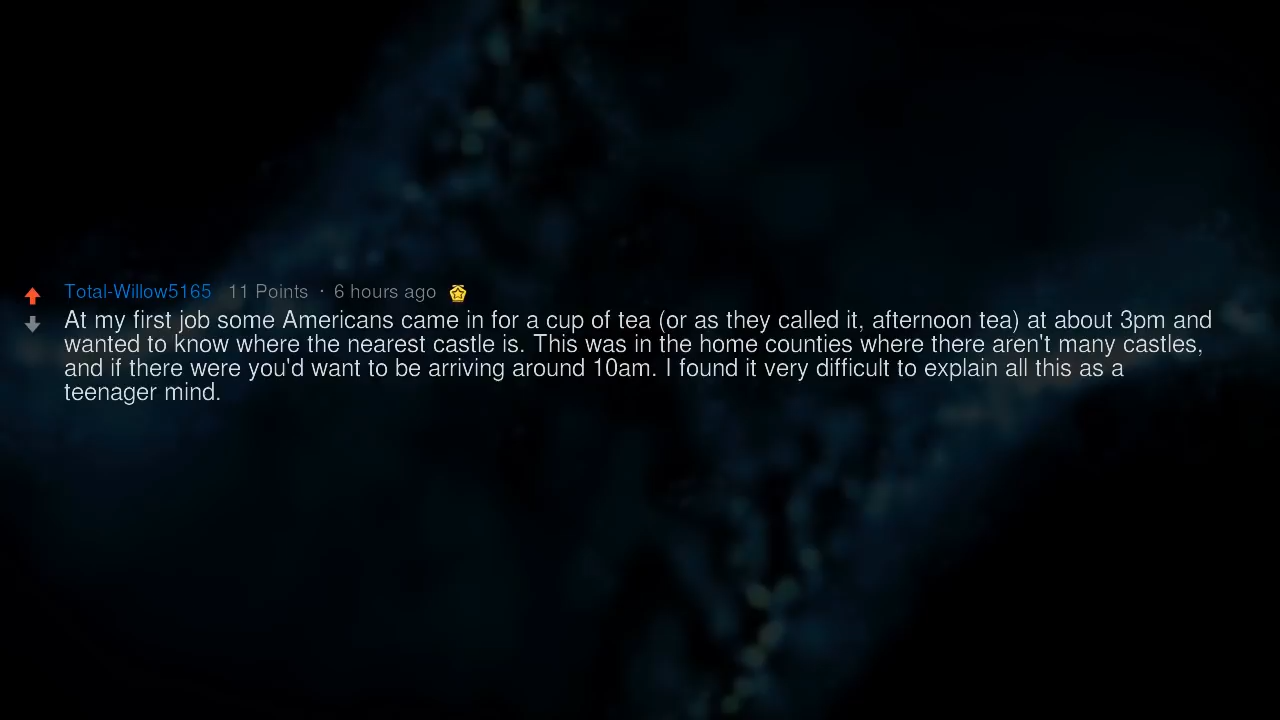 Total-Willow5165 11 Points · 6 hours ago
At my first job some Americans came in for a cup of tea (or as they called it, afternoon tea) at about 3pm and
wanted to know where the nearest castle is. This was in the home counties where there aren't many castles,
and if there were you'd want to be arriving around 10am. I found it very difficult to explain all this as a
teenager mind.